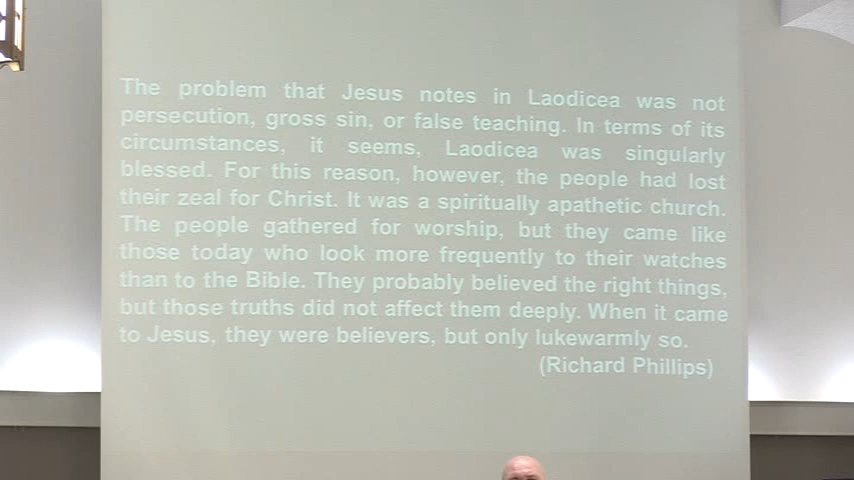 The problem that Jesus notes in Laodicea was not
persecution, gross sin, or false teaching. In terms of its
circumstances, it seems, Laodicea was singularly
blessed. For this reason, however, the people had lost
their zeal for Christ. It was a spiritually apathetic church.
The people gathered for worship, but they came like
those today who look more frequently to their watches
than to the Bible. They probably believed the right things,
but those truths did not affect them deeply. When it came
to Jesus, they were believers, but only lukewarmly so.
(Richard Phillips)